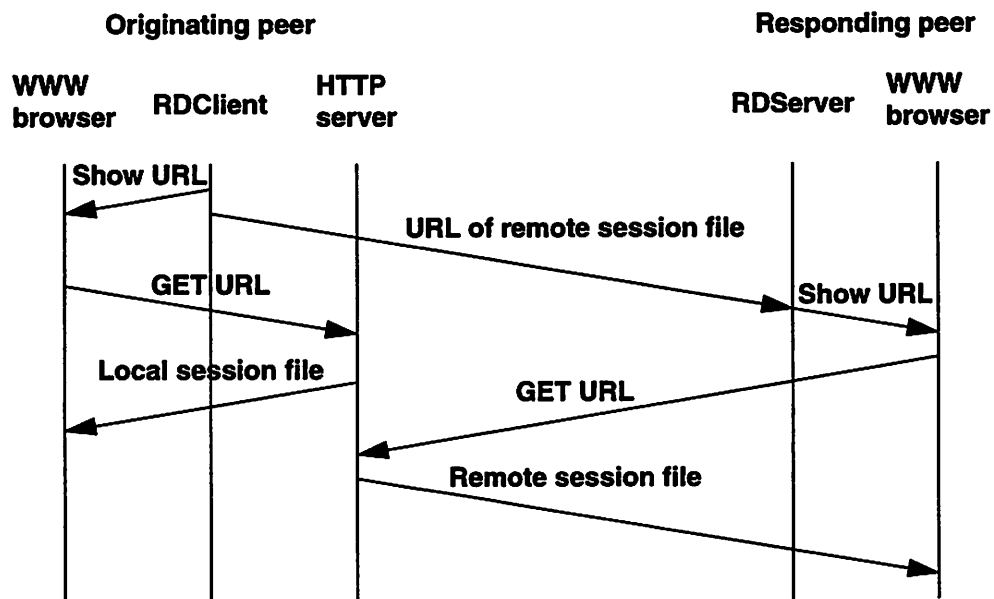 Originating peer
Responding peer
WWW
browser
RDClient
HTTP
server
RDServer
WWW
browser
Show URL
URL of remote session file
GET URL
Show URL
Local session file
GET URL
Remote session file